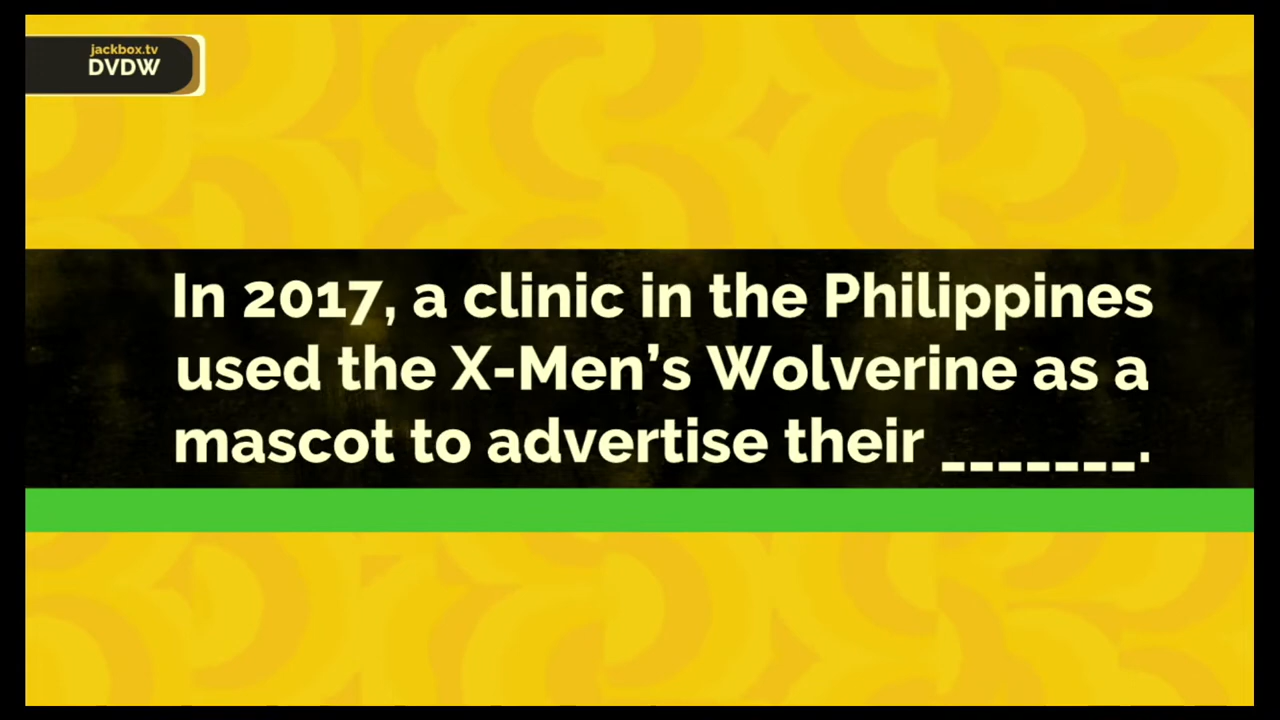 jackbox.tv
DVDW
In 2017, a clinic in the Philippines
used the X-Men’s Wolverine as a
mascot to advertise their _______.